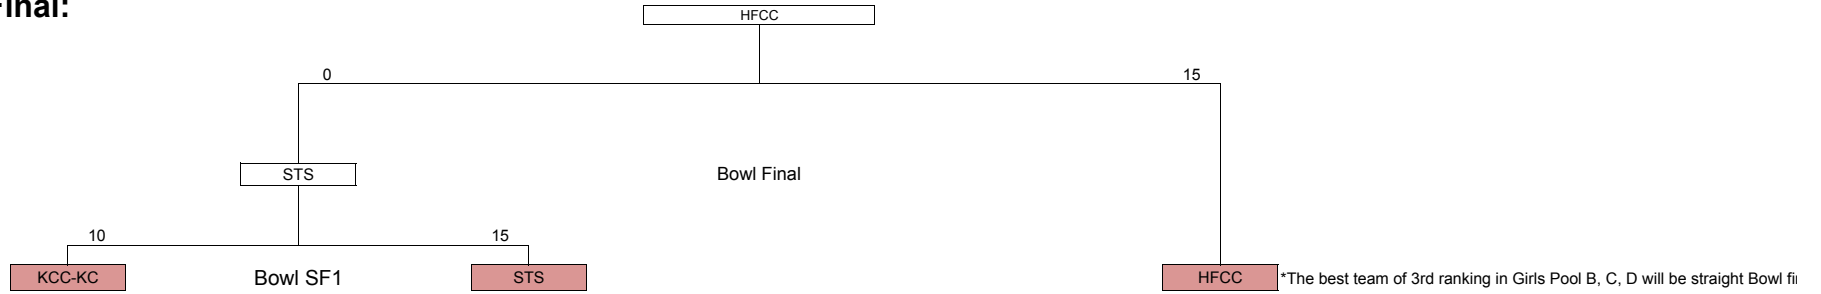 Final:
HFCC
0
15
STS
Bowl Final
10
15
KCC-KC
Bowl SF1
STS
HFCC
*The best team of 3rd ranking in Girls Pool B, C, D will be straight Bowl